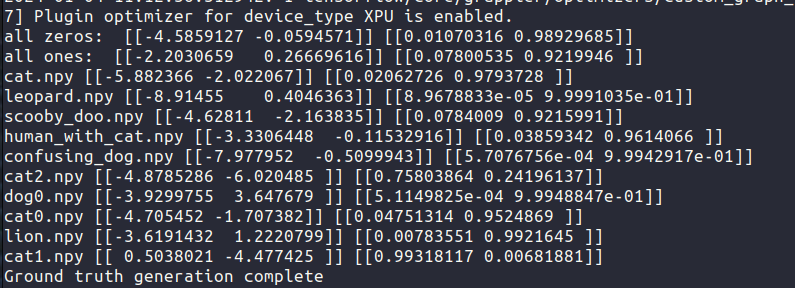 7] Plugin optimizer for device_type XPU is enabled.
all zeros:  [[-4.5859127 -0.0594571]] [[0.01070316 0.98929685]]
all ones:  [[-2.2030659   0.26669616]] [[0.07800535 0.9219946 ]]
cat.npy [[-5.882366 -2.022067]] [[0.02062726 0.9793728 ]]
leopard.npy [[-8.91455    0.4046363]] [[8.9678833e-05 9.9991035e-01]]
scooby_doo.npy [[-4.62811  -2.163835]] [[0.0784009 0.9215991]]
human_with_cat.npy [[-3.3306448  -0.11532916]] [[0.03859342 0.9614066 ]]
confusing_dog.npy [[-7.977952  -0.5099943]] [[5.7076756e-04 9.9942917e-01]]
cat2.npy [[-4.8785286 -6.020485 ]] [[0.75803864 0.24196137]]
dog0.npy [[-3.9299755  3.647679 ]] [[5.1149825e-04 9.9948847e-01]]
cat0.npy [[-4.705452 -1.707382]] [[0.04751314 0.9524869 ]]
lion.npy [[-3.6191432  1.2220799]] [[0.00783551 0.9921645 ]]
cat1.npy [[ 0.5038021 -4.477425 ]] [[0.99318117 0.00681881]]
Ground truth generation complete